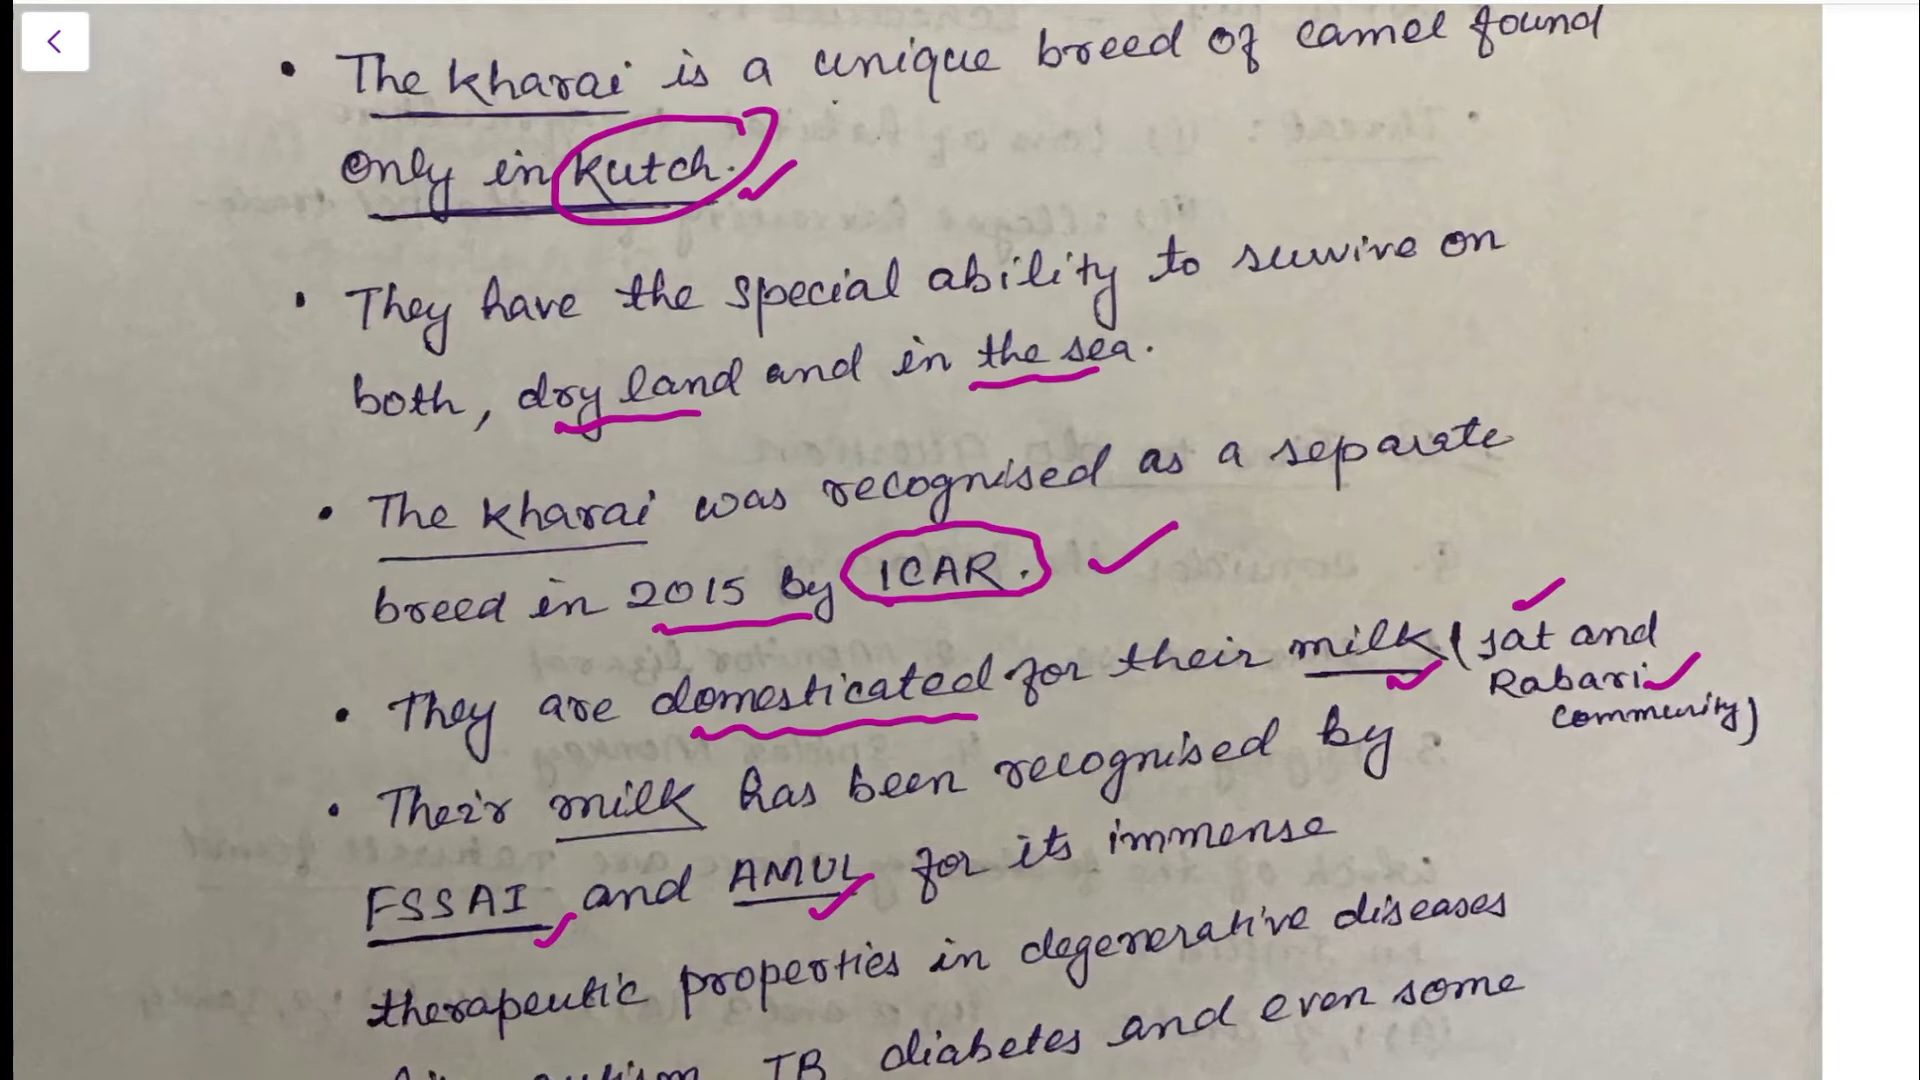 • The Kharai is a unique breed of camel found
only in Kutch.
• They have the special ability to survive on
both, dry land and in the sea.
• The Kharai was recognised as a separate
breed in 2015 by ICAR.
• They are domesticated for their milk (Jat and
Rabari
Community)
• Their milk has been recognised by
FSSAI and AMUL for its immense
therapeutic properties in degenerative diseases
autism TB diabetes and even some